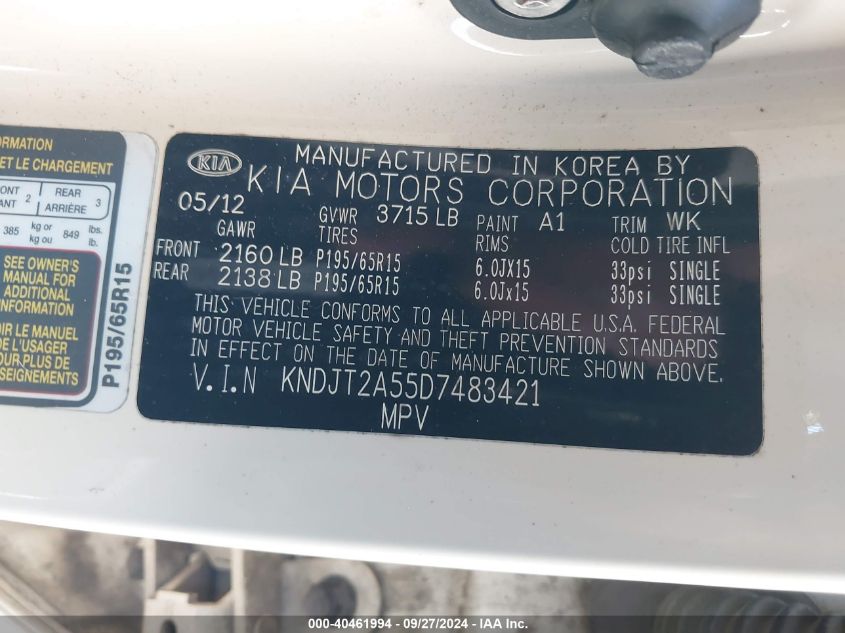 ORMATION
ET LE CHARGEMENT
ONT 2 REAR 3
ANT ARRIÈRE
385 kg or 849 lbs.
kg ou lb.
SEE OWNER'S
MANUAL FOR
ADDITIONAL
INFORMATION
OIR LE MANUEL
DE L'USAGER
POUR PLUS DE
SEIGNEMENTS
P195/65R15
KIA
MANUFACTURED IN KOREA BY
KIA MOTORS CORPORATION
05/12 GVWR 3715 LB PAINT A1 TRIM WK
GAWR TIRES RIMS COLD TIRE INFL
FRONT 2160 LB P195/65R15 6.0JX15 33psi SINGLE
REAR 2138 LB P195/65R15 6.0Jx15 33psi SINGLE
THIS VEHICLE CONFORMS TO ALL APPLICABLE U.S.A. FEDERAL
MOTOR VEHICLE SAFETY AND THEFT PREVENTION STANDARDS
IN EFFECT ON THE DATE OF MANUFACTURE SHOWN ABOVE.
V.I.N KNDJT2A55D7483421
MPV
000-40461994 - 09/27/2024 - IAA Inc.